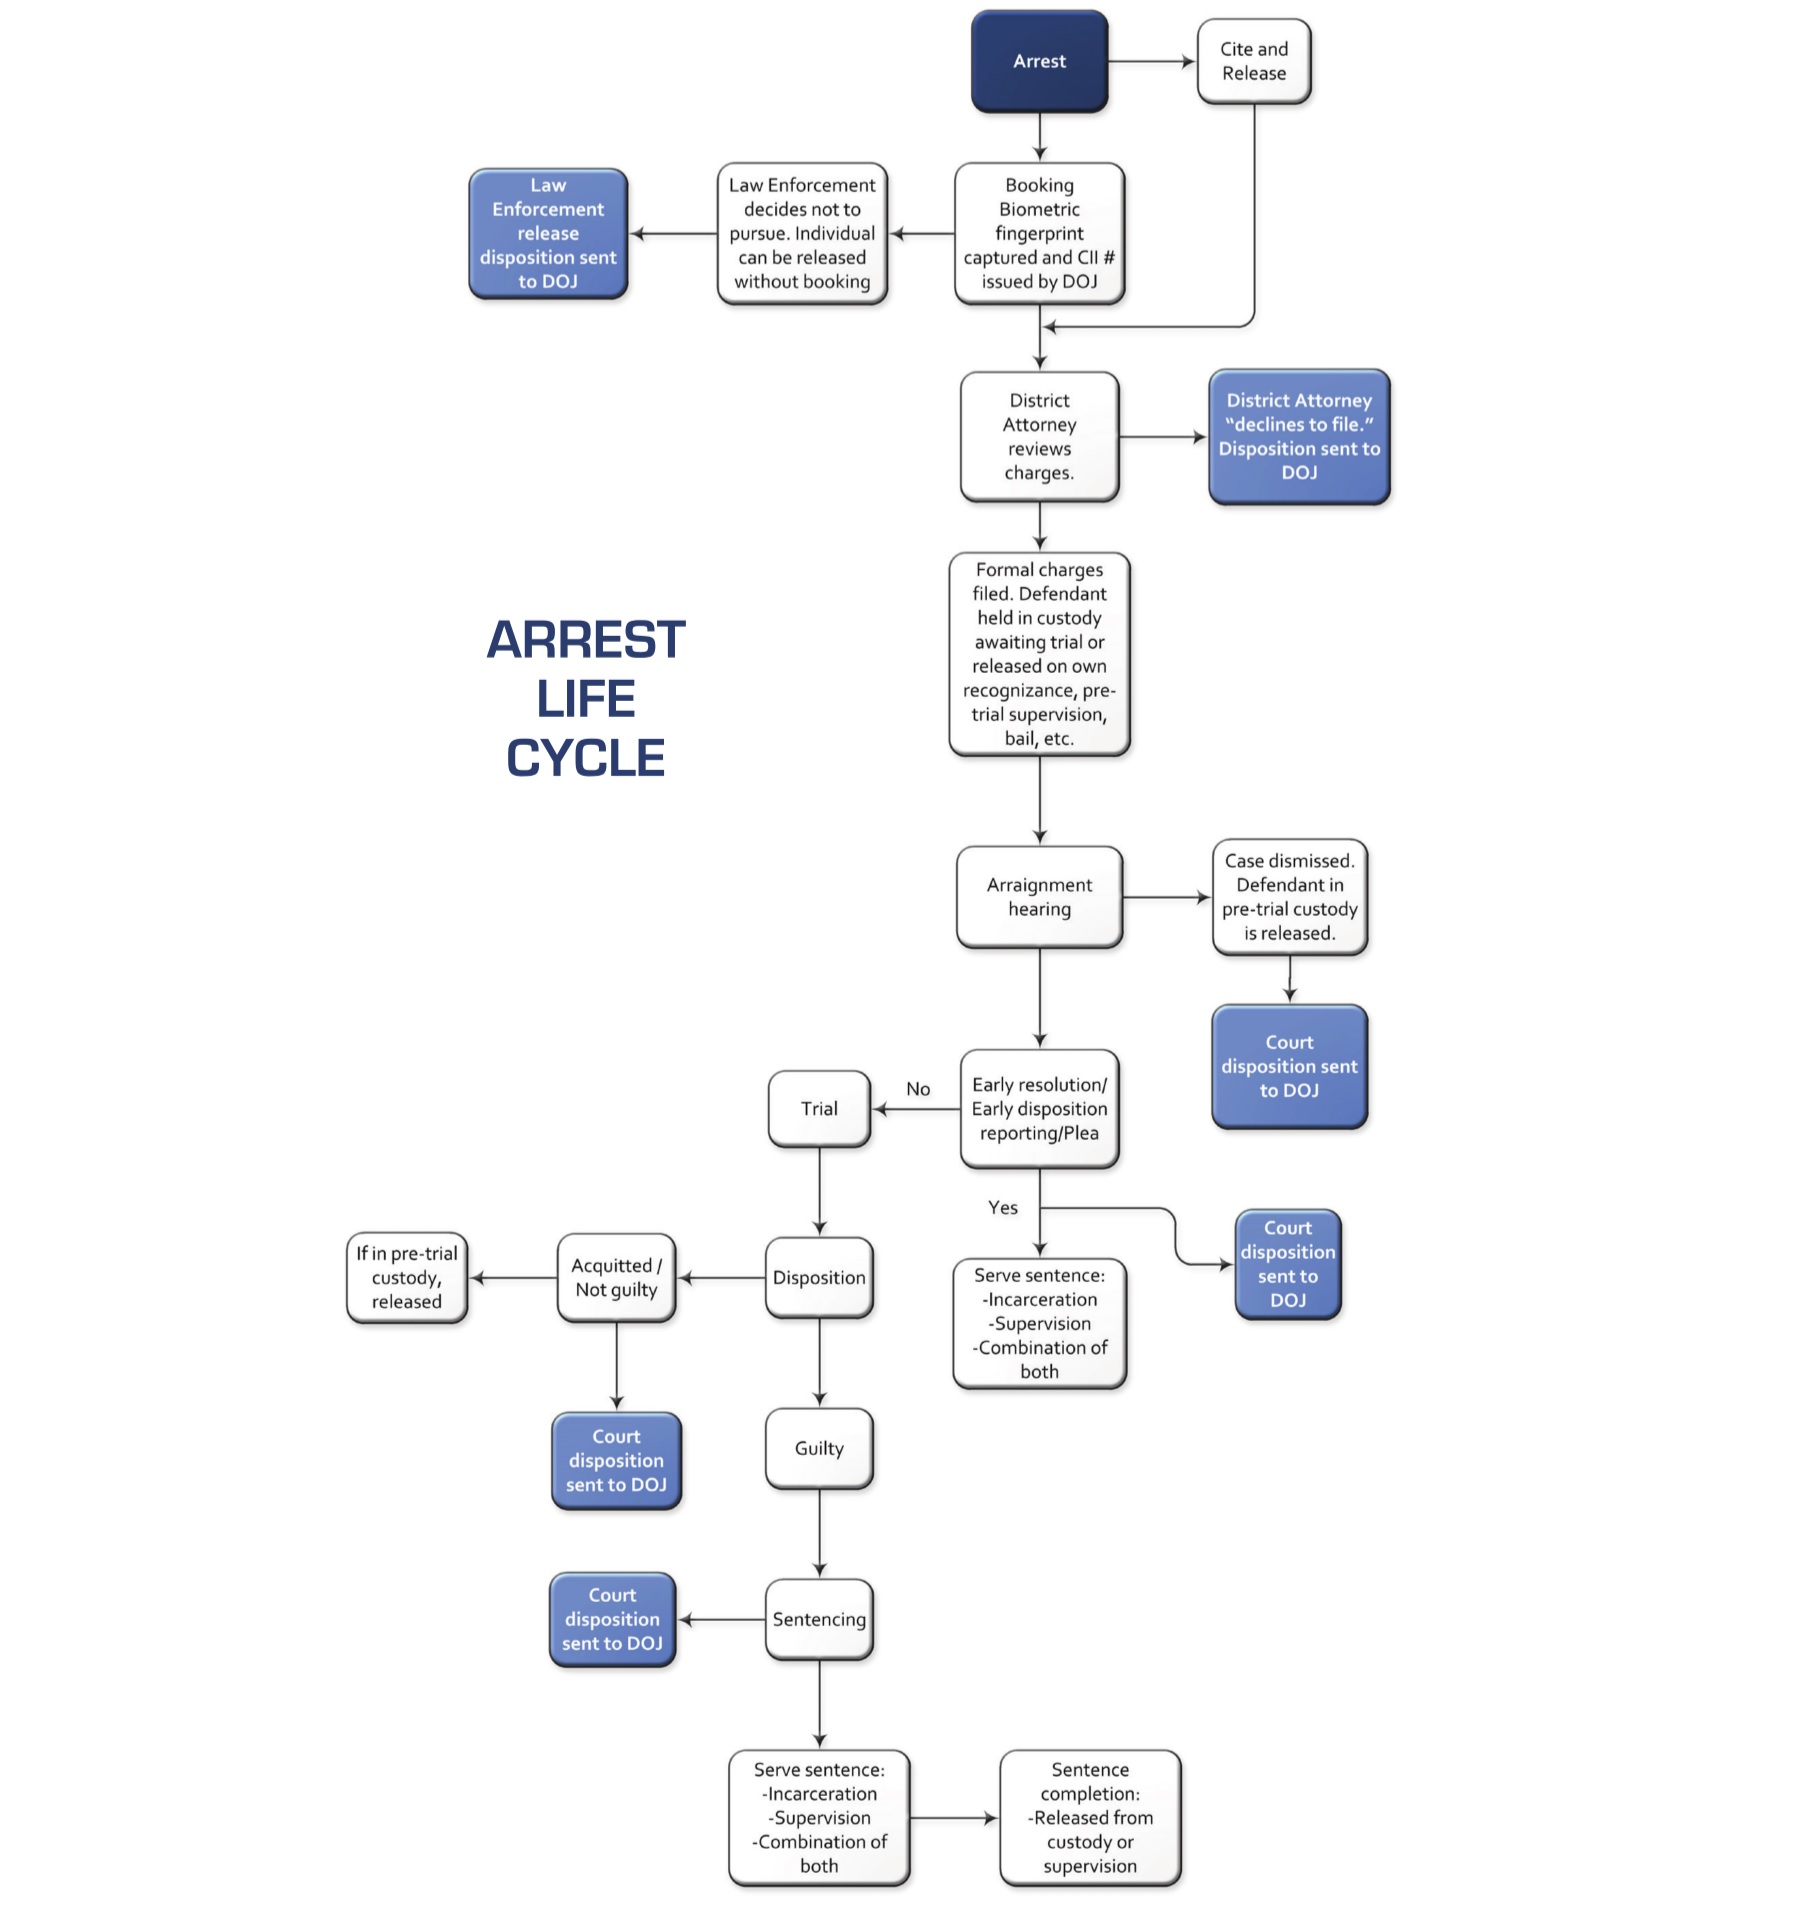 Arrest
Cite and
Release
Law
Enforcement
release
disposition sent
to DOJ
Law Enforcement
decides not to
pursue. Individual
can be released
without booking
Booking
Biometric
fingerprint
captured and CII #
issued by DOJ
District
Attorney
reviews
charges.
District Attorney
“declines to file.”
Disposition sent to
DOJ
Formal charges
filed. Defendant
held in custody
awaiting trial or
released on own
recognizance, pre-
trial supervision,
bail, etc.
ARREST
LIFE
CYCLE
Arraignment
hearing
Case dismissed.
Defendant in
pre-trial custody
is released.
Court
disposition sent
to DOJ
Early resolution/
Early disposition
reporting/Plea
No
Trial
Yes
Court
disposition
sent to
DOJ
Serve sentence:
-Incarceration
-Supervision
-Combination of
both
If in pre-trial
custody,
released
Acquitted /
Not guilty
Disposition
Court
disposition
sent to DOJ
Guilty
Court
disposition
sent to DOJ
Sentencing
Serve sentence:
-Incarceration
-Supervision
-Combination of
both
Sentence
completion:
-Released from
custody or
supervision